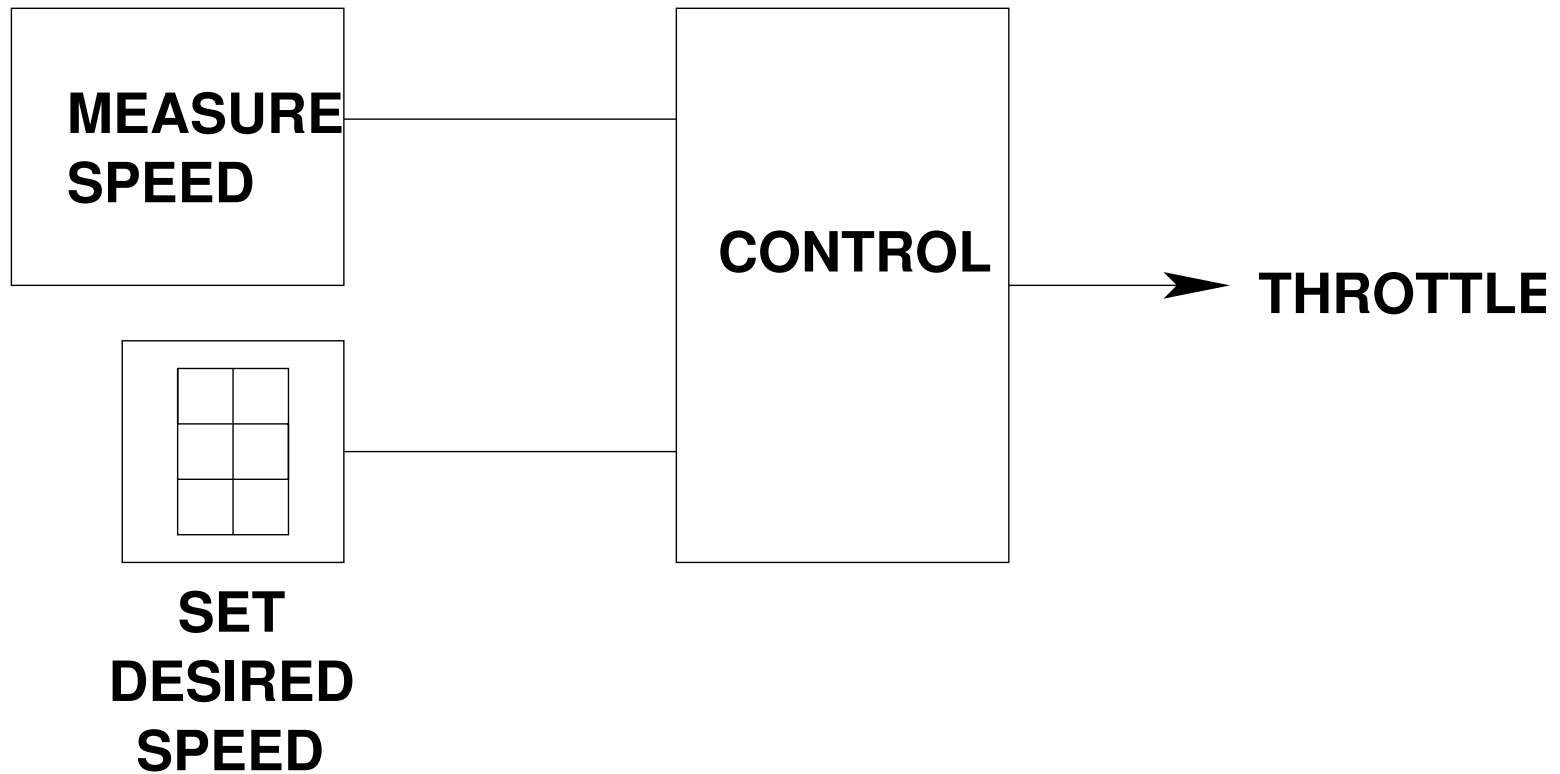 MEASURE
SPEED
CONTROL
THROTTLE
SET
DESIRED
SPEED